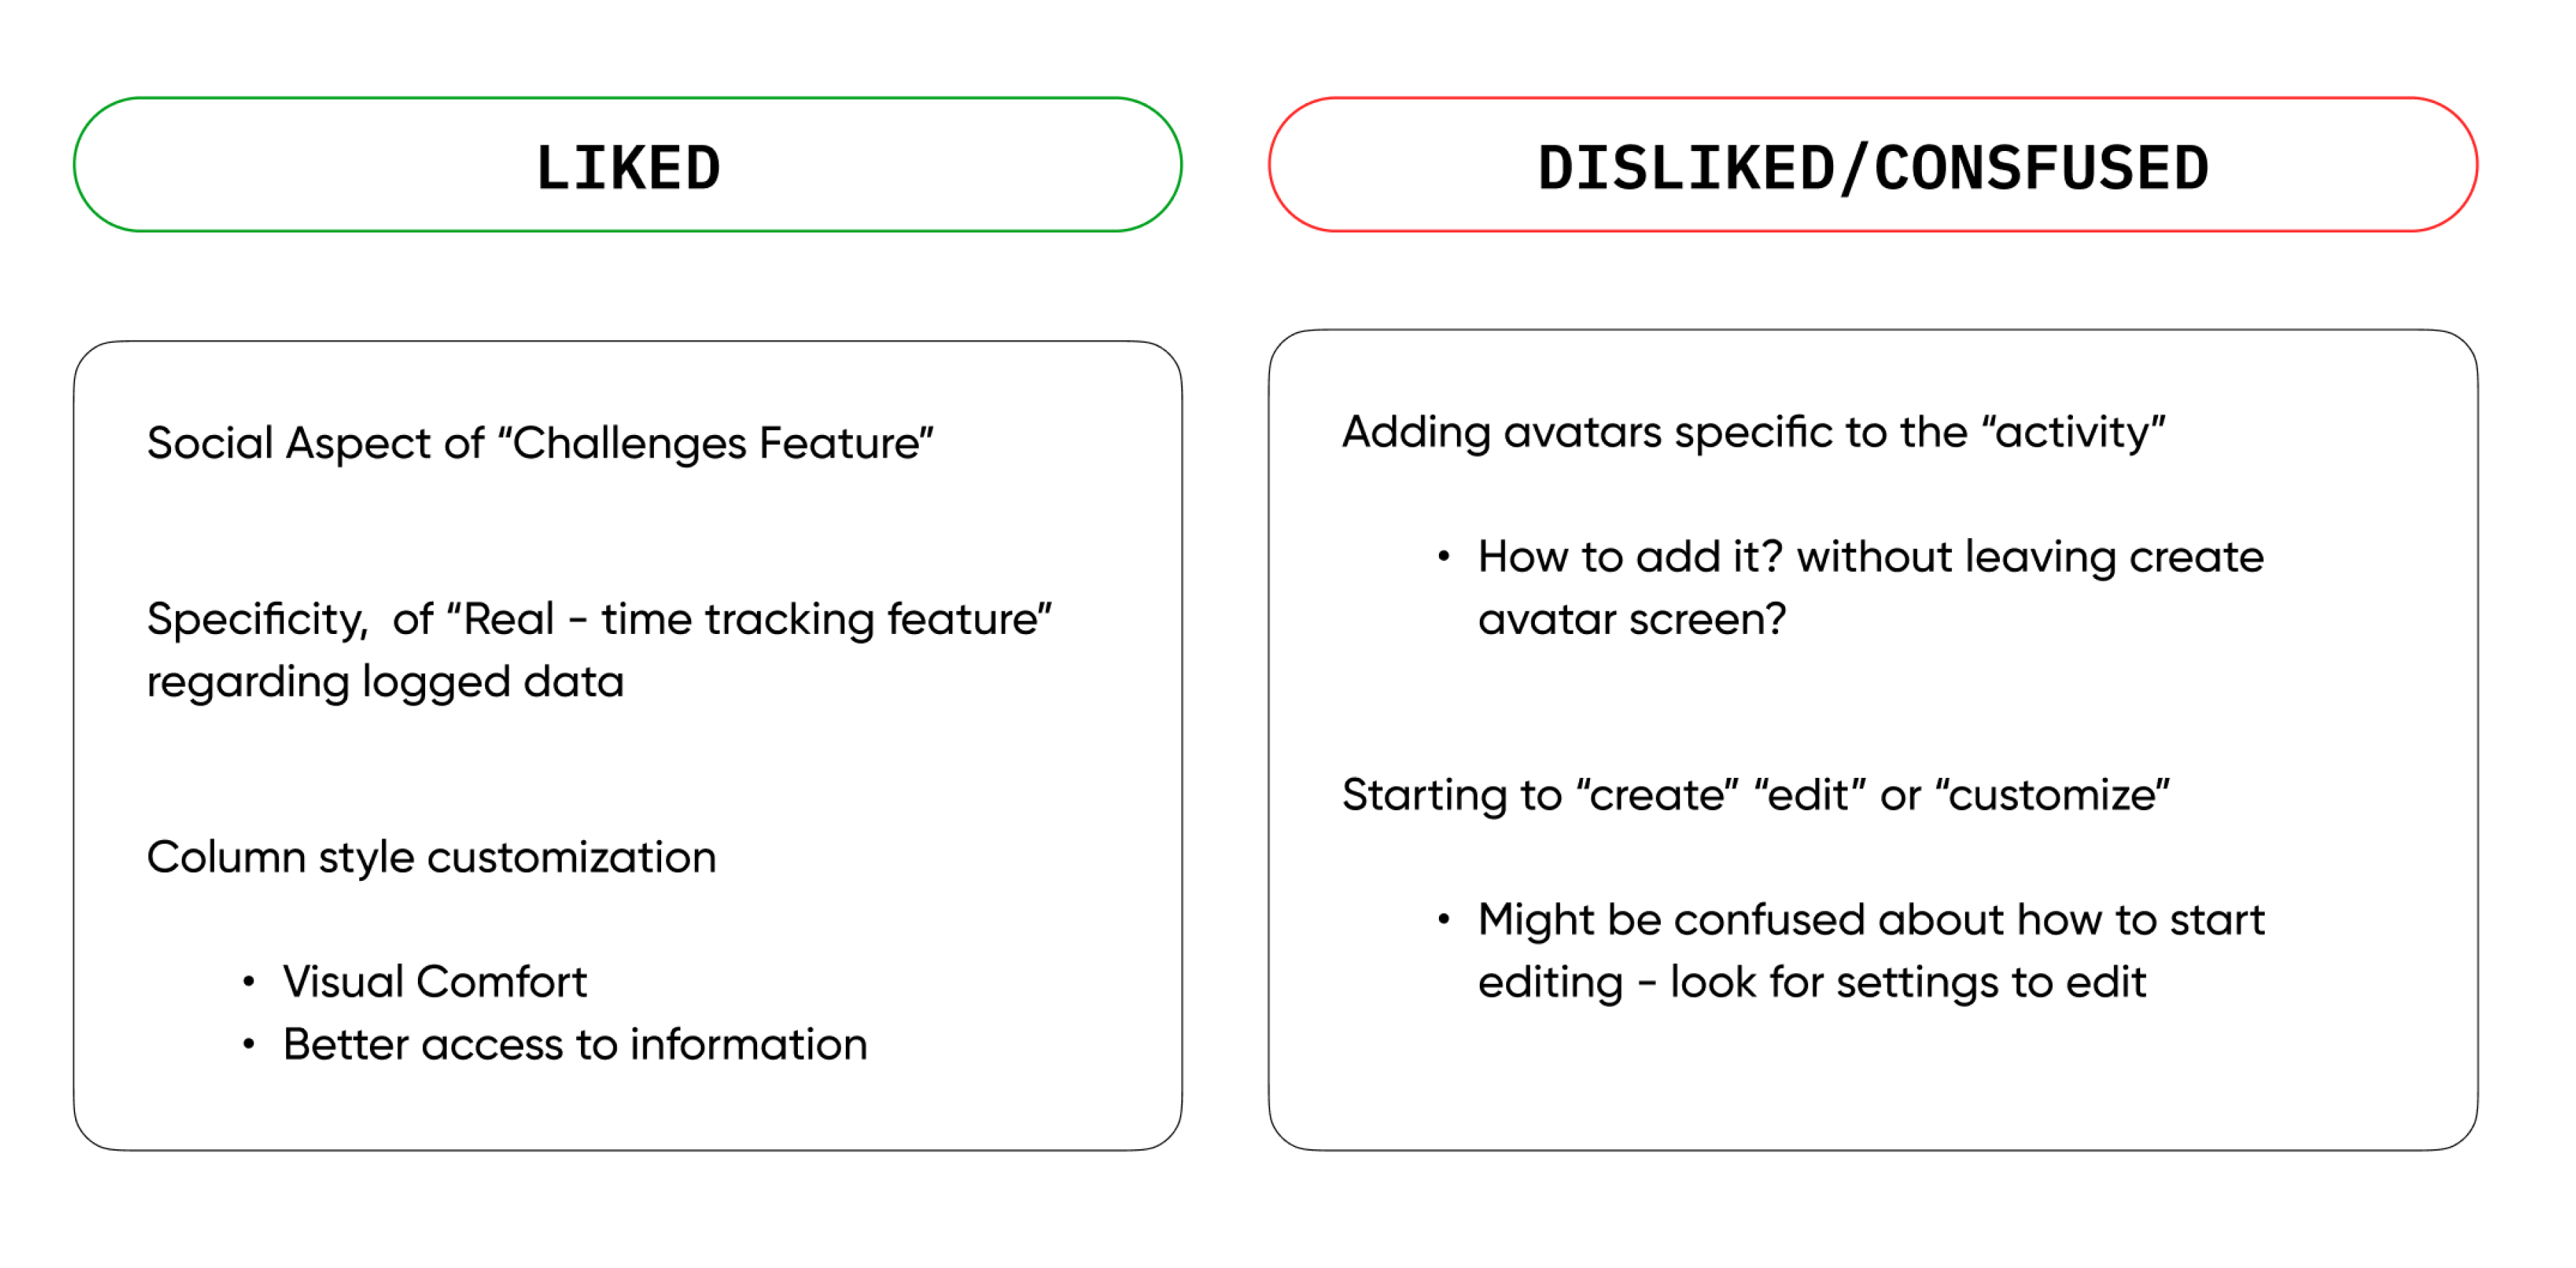 LIKED
Social Aspect of “Challenges Feature”
Specificity,  of “Real - time tracking feature”
regarding logged data
Column style customization
• Visual Comfort
• Better access to information
DISLIKED/CONSFUSED
Adding avatars specific to the “activity”
• How to add it? without leaving create
avatar screen?
Starting to “create” “edit” or “customize”
• Might be confused about how to start
editing - look for settings to edit